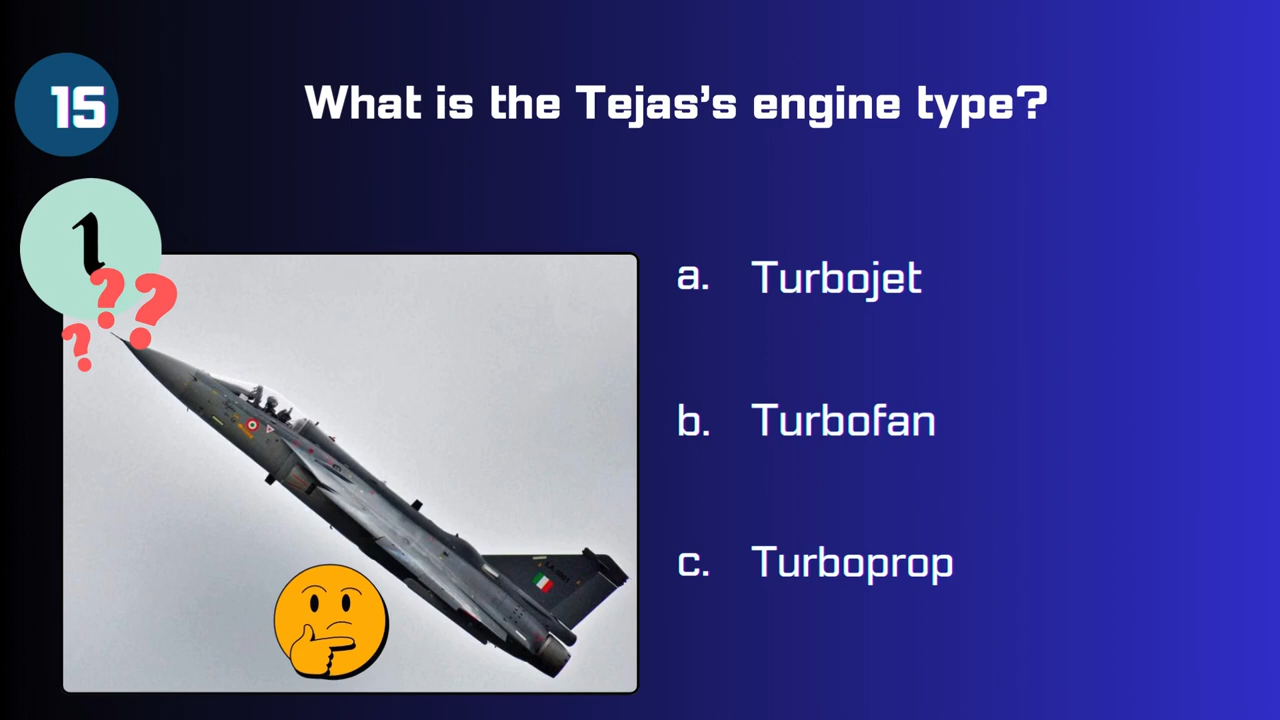 15
What is the Tejas's engine type?
1
???
a. Turbojet
b. Turbofan
c. Turboprop